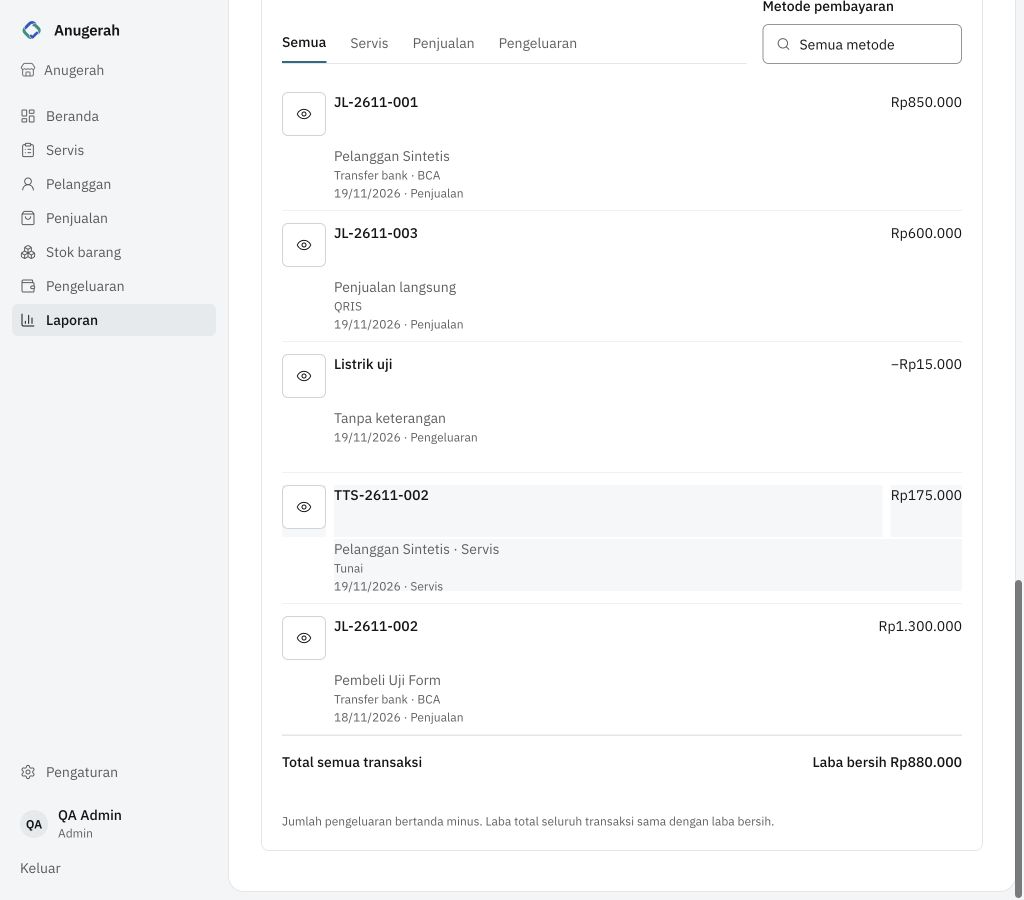 Anugerah
Anugerah
Beranda
Servis
Pelanggan
Penjualan
Stok barang
Pengeluaran
Laporan
Pengaturan
QA
QA Admin
Admin
Keluar
Metode pembayaran
Semua Servis Penjualan Pengeluaran
Semua metode
JL-2611-001 Rp850.000
Pelanggan Sintetis
Transfer bank · BCA
19/11/2026 · Penjualan
JL-2611-003 Rp600.000
Penjualan langsung
QRIS
19/11/2026 · Penjualan
Listrik uji −Rp15.000
Tanpa keterangan
19/11/2026 · Pengeluaran
TTS-2611-002 Rp175.000
Pelanggan Sintetis · Servis
Tunai
19/11/2026 · Servis
JL-2611-002 Rp1.300.000
Pembeli Uji Form
Transfer bank · BCA
18/11/2026 · Penjualan
Total semua transaksi Laba bersih Rp880.000
Jumlah pengeluaran bertanda minus. Laba total seluruh transaksi sama dengan laba bersih.